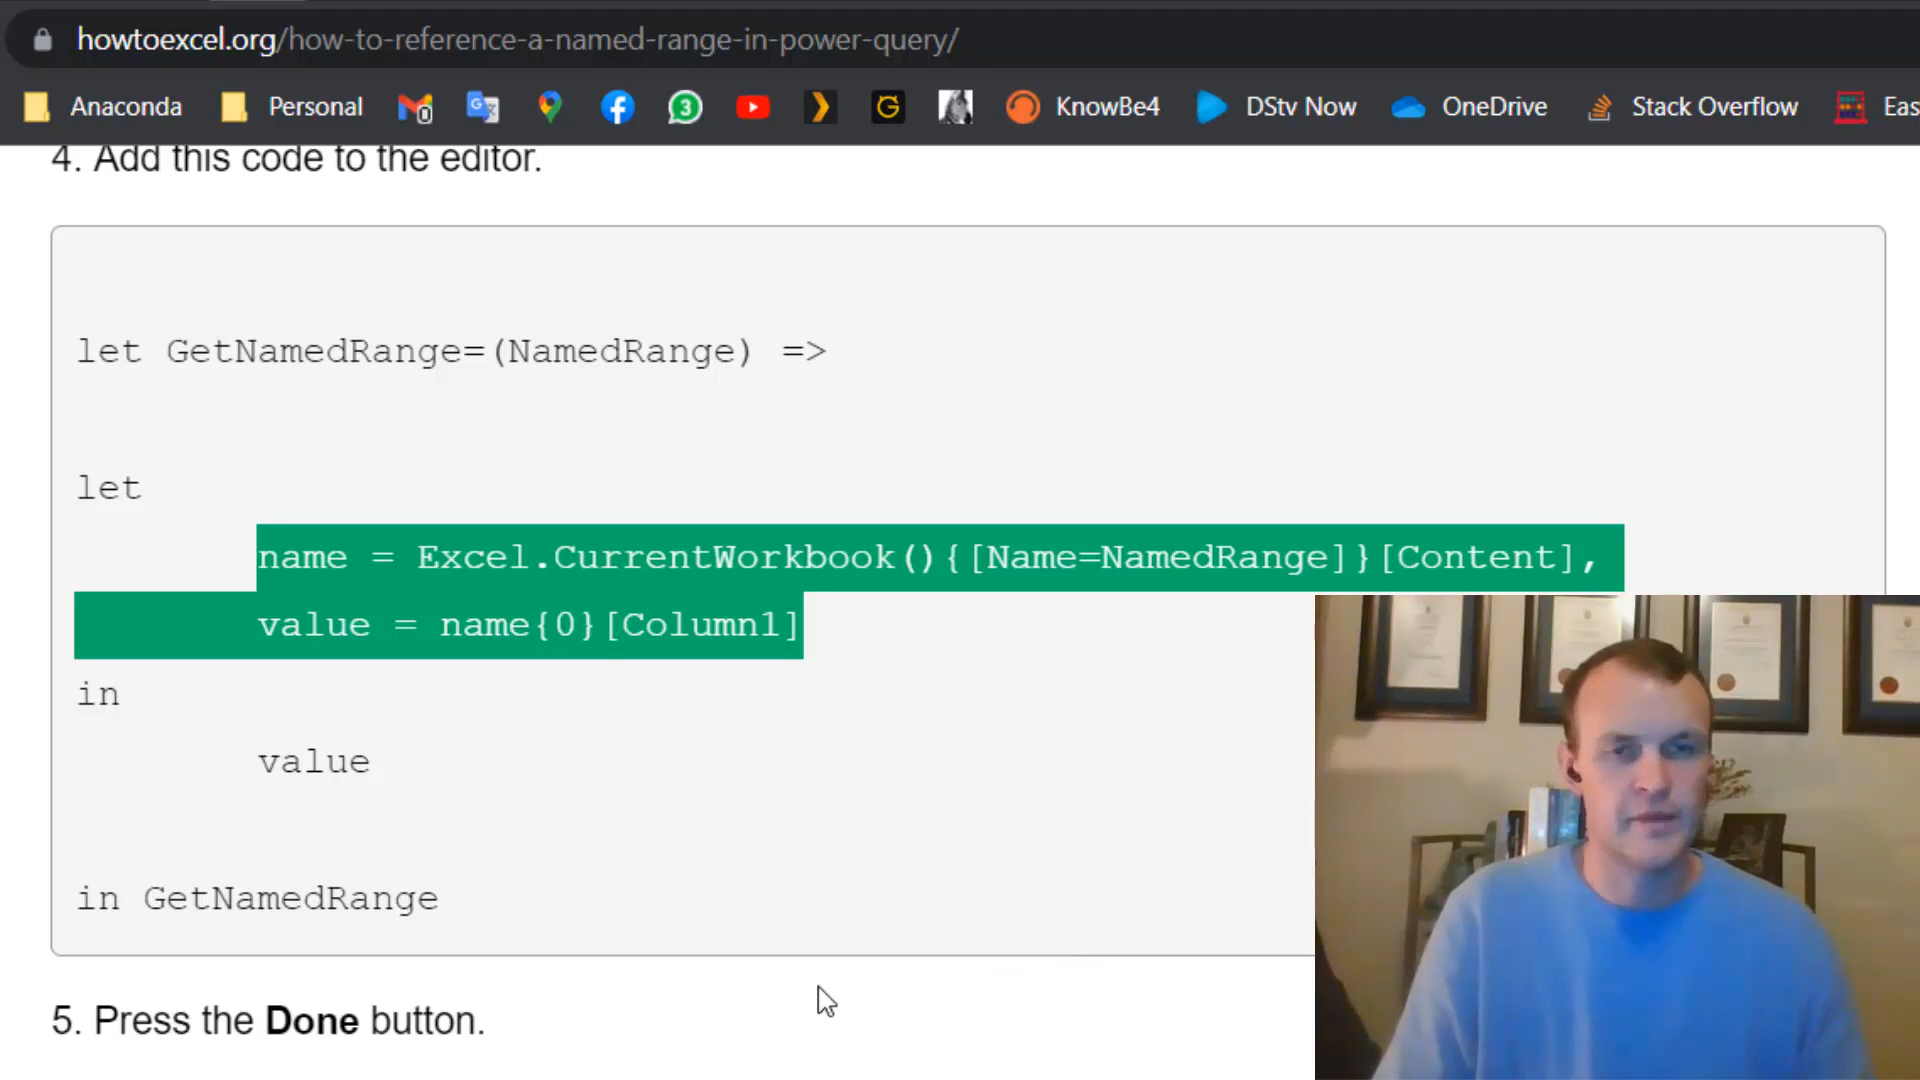 howtoexcel.org/how-to-reference-a-named-range-in-power-query/
Anaconda Personal 0 G 3 G KnowBe4 DStv Now OneDrive Stack Overflow Eas
4. Add this code to the editor.
let GetNamedRange=(NamedRange) =>
let
name = Excel.CurrentWorkbook(){[Name=NamedRange]}[Content],
value = name{0}[Column1]
in
value
in GetNamedRange
5. Press the Done button.